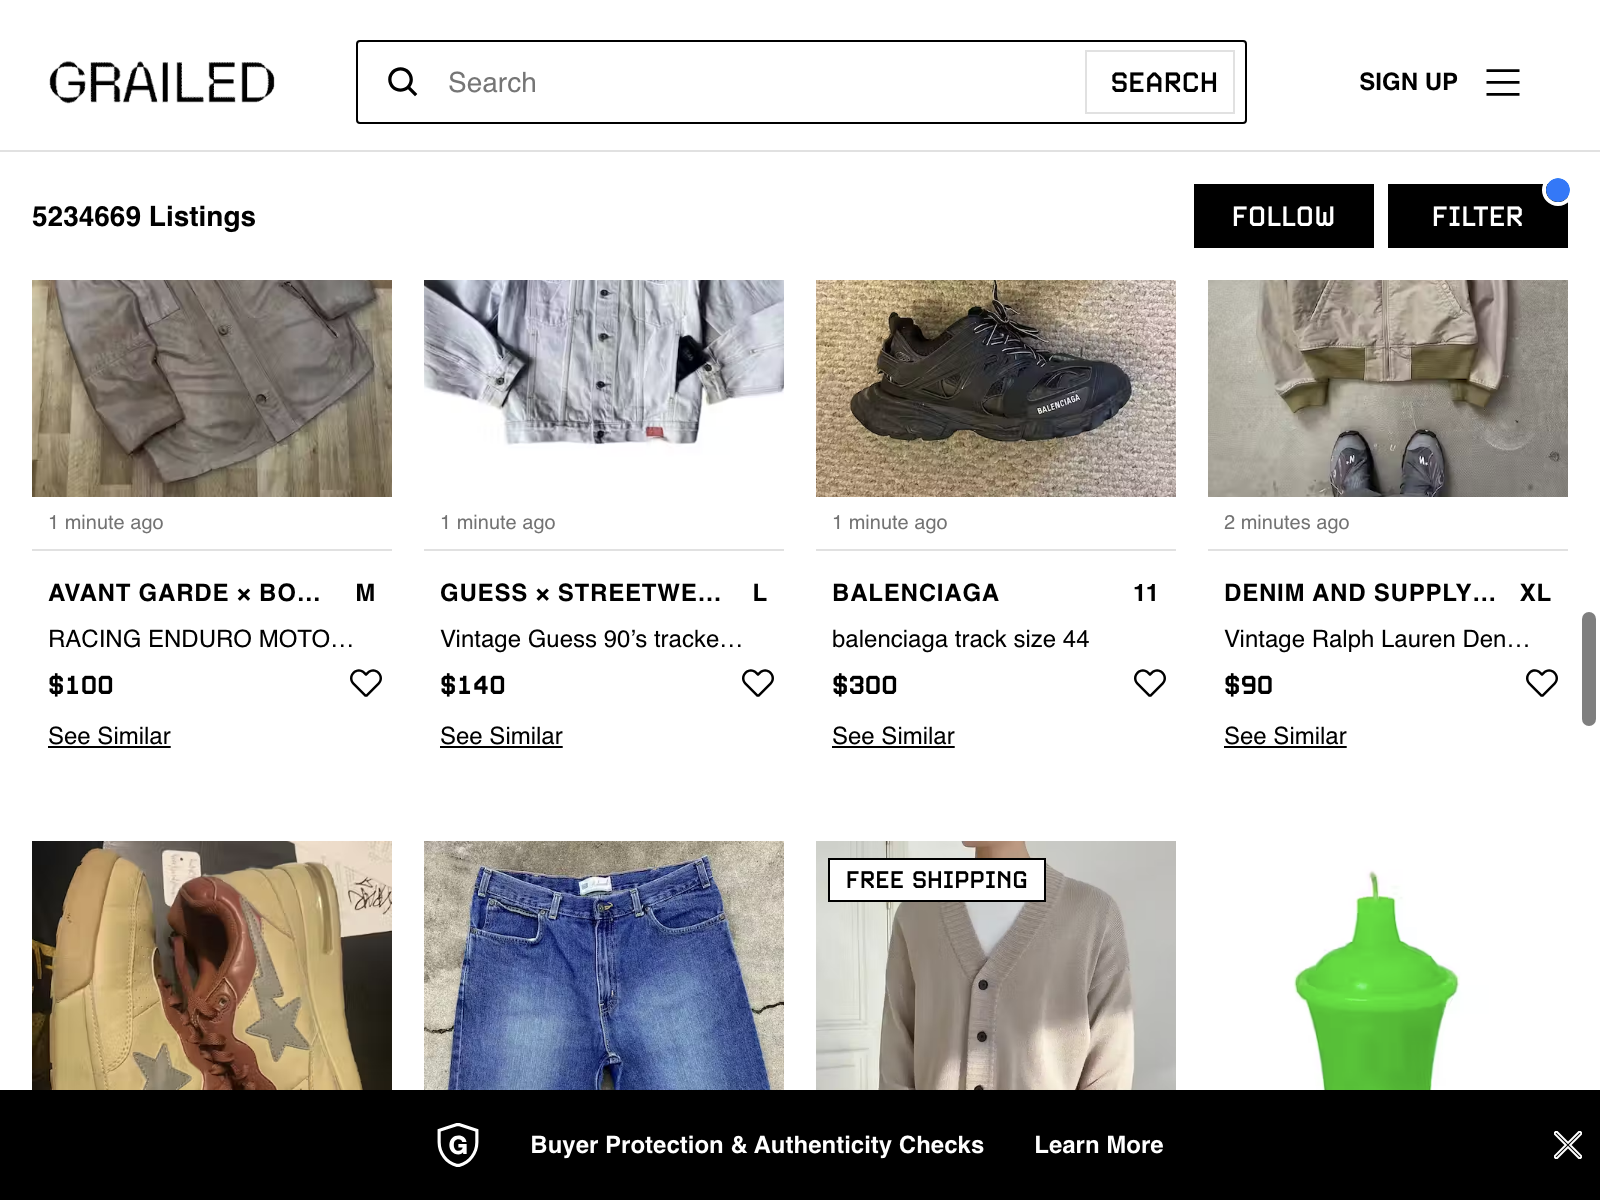 GRAILED
Search
SEARCH
SIGN UP
5234669 Listings
FOLLOW
FILTER
BALENCIAGA
1 minute ago
1 minute ago
1 minute ago
2 minutes ago
AVANT GARDE × BO... M
GUESS × STREETWE... L
BALENCIAGA 11
DENIM AND SUPPLY... XL
RACING ENDURO MOTO...
Vintage Guess 90’s tracke...
balenciaga track size 44
Vintage Ralph Lauren Den...
$100
$140
$300
$90
See Similar
See Similar
See Similar
See Similar
FREE SHIPPING
G
Buyer Protection & Authenticity Checks
Learn More